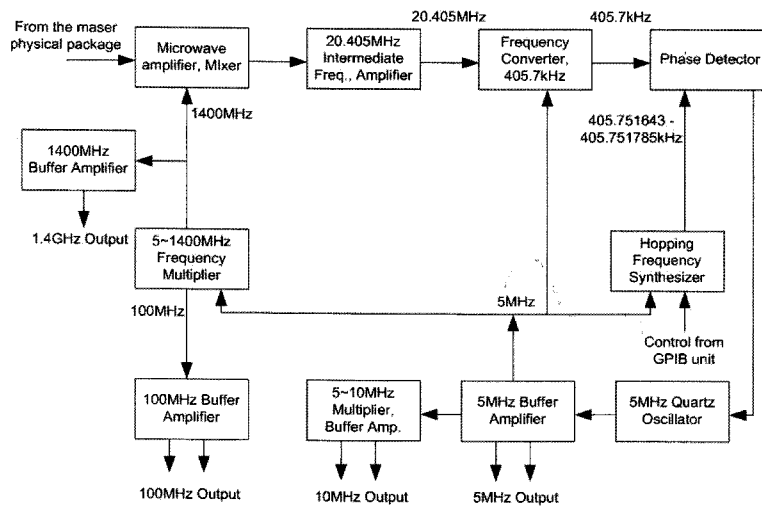 From the maser
physical package
Microwave
amplifier, MIxer
20.405MHz
Intermediate
Freq., Amplifier
20.405MHz
Frequency
Converter,
405.7kHz
405.7kHz
Phase Detector
1400MHz
405.751643 -
405.751785kHz
1400MHz
Buffer Amplifier
1.4GHz Output
5~1400MHz
Frequency
Multiplier
Hopping
Frequency
Synthesizer
100MHz
5MHz
Control from
GPIB unit
100MHz Buffer
Amplifier
5~10MHz
Multiplier,
Buffer Amp.
5MHz Buffer
Amplifier
5MHz Quartz
Oscillator
100MHz Output
10MHz Output
5MHz Output